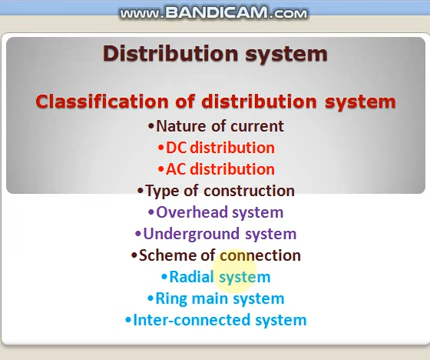 www.BANDICAM.com
Distribution system
Classification of distribution system
•Nature of current
•DC distribution
•AC distribution
•Type of construction
•Overhead system
•Underground system
•Scheme of connection
•Radial system
•Ring main system
•Inter-connected system